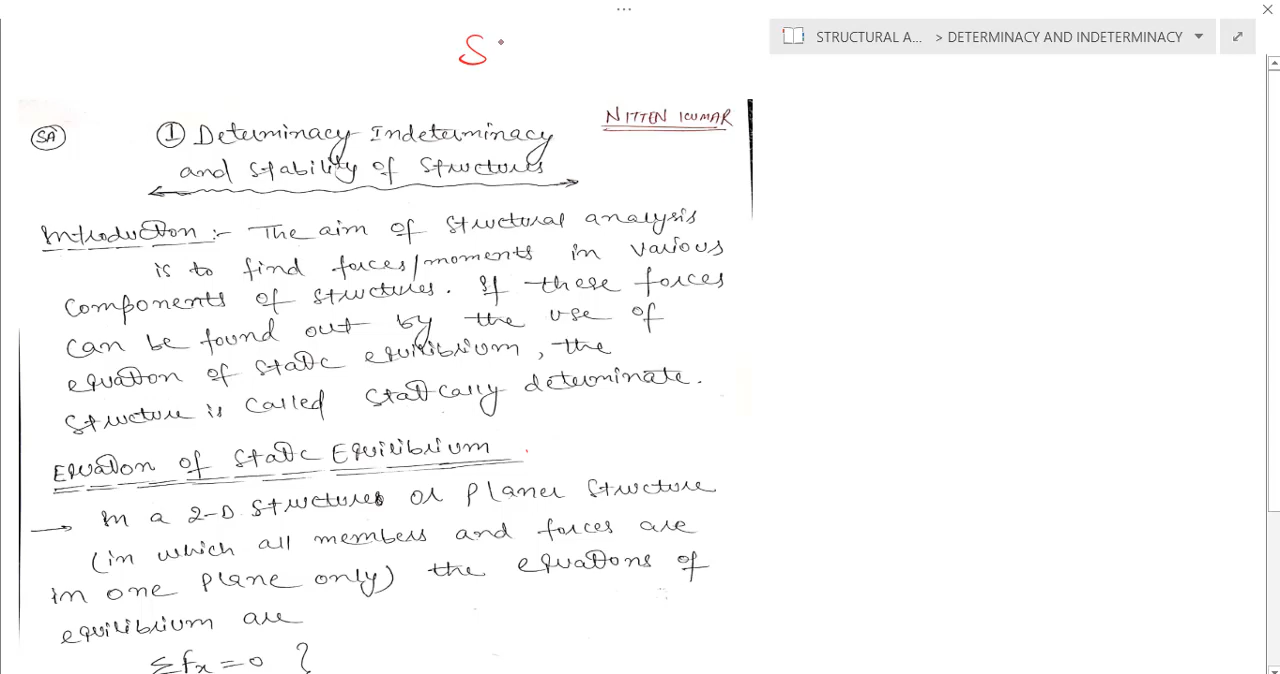 ...
STRUCTURAL A... > DETERMINACY AND INDETERMINACY
S
NITTEN KUMAR
SA
① Determinacy Indeterminacy
and Stability of Structures
Introduction :- The aim of structural analysis
is to find forces/moments in various
components of structures. If these forces
can be found out by the use of
equation of static equilibrium, the
structure is called statically determinate.
Equation of Static Equilibrium
→ In a 2-D structures or Planer structure
(in which all members and forces are
in one plane only) the equations of
equilibrium are
Σfx = 0